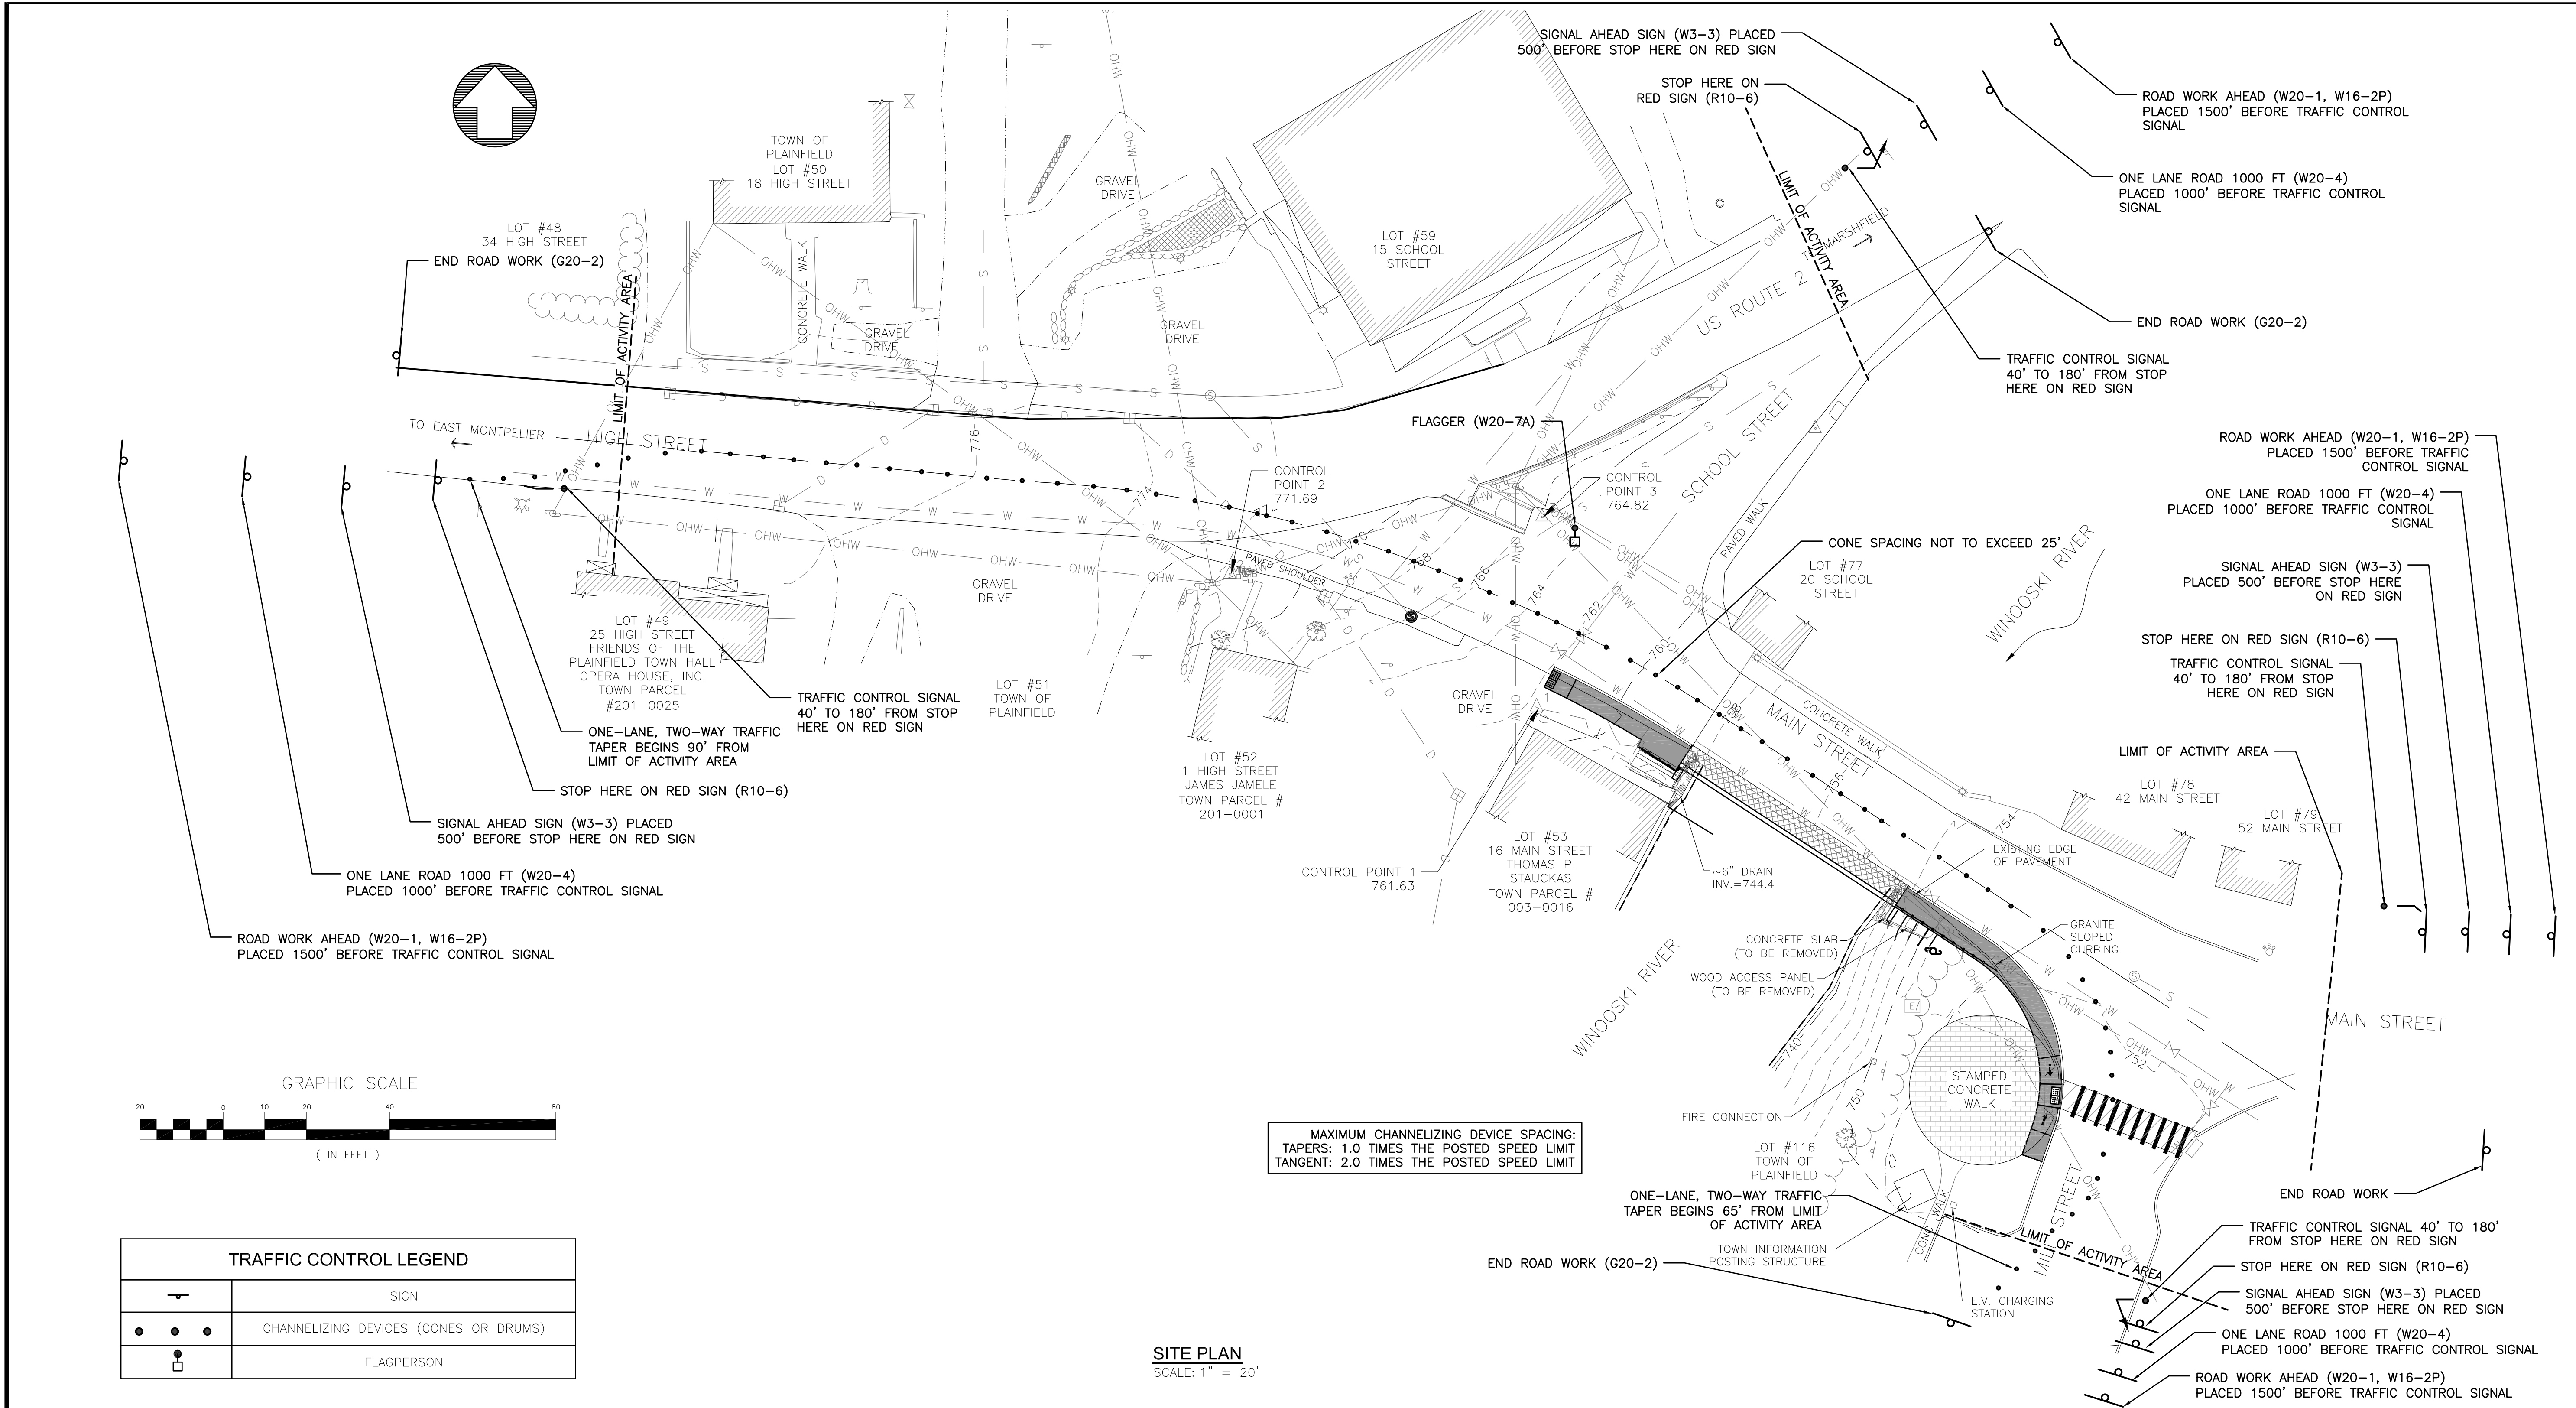 SIGNAL AHEAD SIGN (W3-3) PLACED
500' BEFORE STOP HERE ON RED SIGN
STOP HERE ON
RED SIGN (R10-6)
ROAD WORK AHEAD (W20-1, W16-2P)
PLACED 1500' BEFORE TRAFFIC CONTROL
SIGNAL
ONE LANE ROAD 1000 FT (W20-4)
PLACED 1000' BEFORE TRAFFIC CONTROL
SIGNAL
END ROAD WORK (G20-2)
TRAFFIC CONTROL SIGNAL
40' TO 180' FROM STOP
HERE ON RED SIGN
LIMIT OF ACTIVITY AREA
US ROUTE 2
MARSHFIELD
TOWN OF
PLAINFIELD
LOT #50
18 HIGH STREET
LOT #48
34 HIGH STREET
END ROAD WORK (G20-2)
LIMIT OF ACTIVITY AREA
CONCRETE WALK
GRAVEL
DRIVE
GRAVEL
DRIVE
GRAVEL
DRIVE
LOT #59
15 SCHOOL
STREET
TO EAST MONTPELIER
HIGH STREET
776
774
770
768
766
764
762
760
756
754
752
750
740
FLAGGER (W20-7A)
CONTROL
POINT 2
771.69
CONTROL
POINT 3
764.82
SCHOOL STREET
PAVED WALK
PAVED SHOULDER
CONE SPACING NOT TO EXCEED 25'
LOT #77
20 SCHOOL
STREET
WINOOSKI RIVER
ROAD WORK AHEAD (W20-1, W16-2P)
PLACED 1500' BEFORE TRAFFIC
CONTROL SIGNAL
ONE LANE ROAD 1000 FT (W20-4)
PLACED 1000' BEFORE TRAFFIC CONTROL
SIGNAL
SIGNAL AHEAD SIGN (W3-3)
PLACED 500' BEFORE STOP HERE
ON RED SIGN
STOP HERE ON RED SIGN (R10-6)
TRAFFIC CONTROL SIGNAL
40' TO 180' FROM STOP
HERE ON RED SIGN
LIMIT OF ACTIVITY AREA
LOT #49
25 HIGH STREET
FRIENDS OF THE
PLAINFIELD TOWN HALL
OPERA HOUSE, INC.
TOWN PARCEL
#201-0025
GRAVEL
DRIVE
LOT #51
TOWN OF
PLAINFIELD
TRAFFIC CONTROL SIGNAL
40' TO 180' FROM STOP
HERE ON RED SIGN
ONE-LANE, TWO-WAY TRAFFIC
TAPER BEGINS 90' FROM
LIMIT OF ACTIVITY AREA
STOP HERE ON RED SIGN (R10-6)
SIGNAL AHEAD SIGN (W3-3) PLACED
500' BEFORE STOP HERE ON RED SIGN
ONE LANE ROAD 1000 FT (W20-4)
PLACED 1000' BEFORE TRAFFIC CONTROL SIGNAL
ROAD WORK AHEAD (W20-1, W16-2P)
PLACED 1500' BEFORE TRAFFIC CONTROL SIGNAL
LOT #52
1 HIGH STREET
JAMES JAMELE
TOWN PARCEL #
201-0001
GRAVEL
DRIVE
CONTROL POINT 1
761.63
LOT #53
16 MAIN STREET
THOMAS P.
STAUCKAS
TOWN PARCEL #
003-0016
~6" DRAIN
INV.=744.4
MAIN STREET
CONCRETE WALK
LOT #78
42 MAIN STREET
LOT #79
52 MAIN STREET
EXISTING EDGE
OF PAVEMENT
GRANITE
SLOPED
CURBING
CONCRETE SLAB
(TO BE REMOVED)
WOOD ACCESS PANEL
(TO BE REMOVED)
WINOOSKI RIVER
MAIN STREET
STAMPED
CONCRETE
WALK
FIRE CONNECTION
LOT #116
TOWN OF
PLAINFIELD
MAXIMUM CHANNELIZING DEVICE SPACING:
TAPERS: 1.0 TIMES THE POSTED SPEED LIMIT
TANGENT: 2.0 TIMES THE POSTED SPEED LIMIT
ONE-LANE, TWO-WAY TRAFFIC
TAPER BEGINS 65' FROM LIMIT
OF ACTIVITY AREA
TOWN INFORMATION
POSTING STRUCTURE
END ROAD WORK (G20-2)
CONC. WALK
MILL STREET
LIMIT OF ACTIVITY AREA
E.V. CHARGING
STATION
END ROAD WORK
TRAFFIC CONTROL SIGNAL 40' TO 180'
FROM STOP HERE ON RED SIGN
STOP HERE ON RED SIGN (R10-6)
SIGNAL AHEAD SIGN (W3-3) PLACED
500' BEFORE STOP HERE ON RED SIGN
ONE LANE ROAD 1000 FT (W20-4)
PLACED 1000' BEFORE TRAFFIC CONTROL SIGNAL
ROAD WORK AHEAD (W20-1, W16-2P)
PLACED 1500' BEFORE TRAFFIC CONTROL SIGNAL
GRAPHIC SCALE
20 0 10 20 40 80
( IN FEET )
TRAFFIC CONTROL LEGEND
SIGN
CHANNELIZING DEVICES (CONES OR DRUMS)
FLAGPERSON
SITE PLAN
SCALE: 1" = 20'